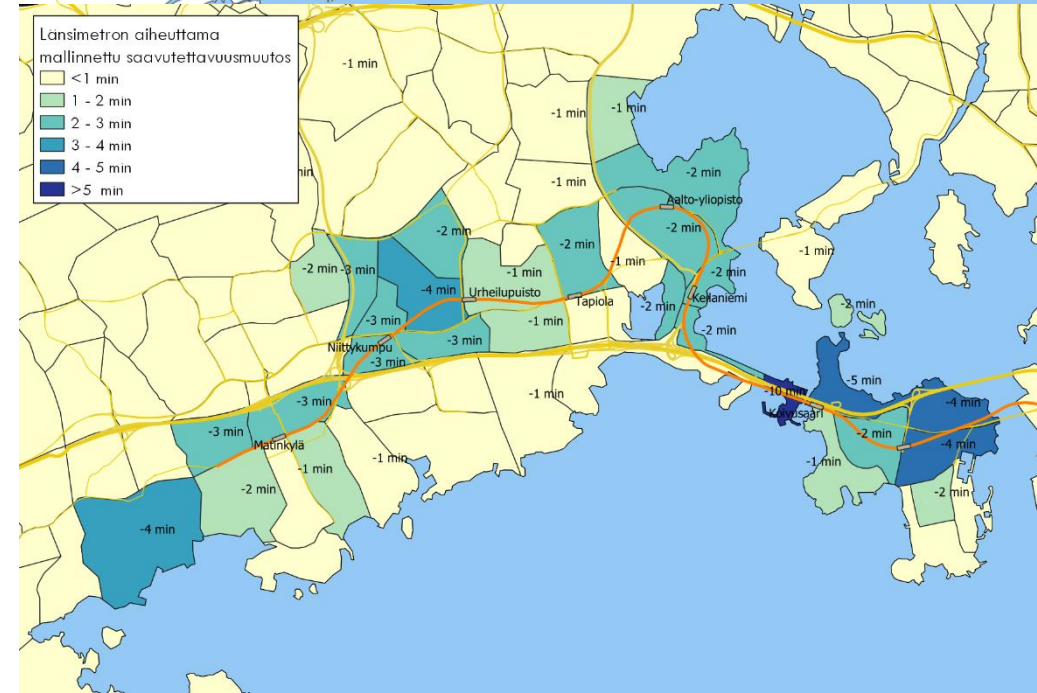 Länsimetron aiheuttama
mallinnettu saavutettavuusmuutos
<1 min
1 - 2 min
2 - 3 min
3 - 4 min
4 - 5 min
>5 min
-1 min
-1 min
-1 min
-1 min
-2 min
Aalto-yliopisto
-2 min
-2 min
-2 min
-1 min
-1 min
-2 min
-3 min
-1 min
-2 min
-4 min
Urheilupuisto
Tapiola
Keilaniemi
-2 min
-2 min
-3 min
-1 min
-2 min
Niittykumpu
-3 min
-3 min
-5 min
-1 min
-10 min
-4 min
-3 min
Koivusaari
-3 min
-2 min
Matinkylä
-4 min
-1 min
-1 min
-1 min
-2 min
-2 min
-4 min